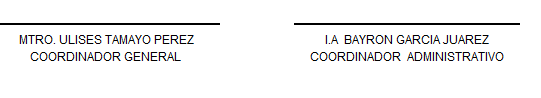 MTRO. ULISES TAMAYO PEREZ
COORDINADOR GENERAL
I.A BAYRON GARCIA JUAREZ
COORDINADOR ADMINISTRATIVO